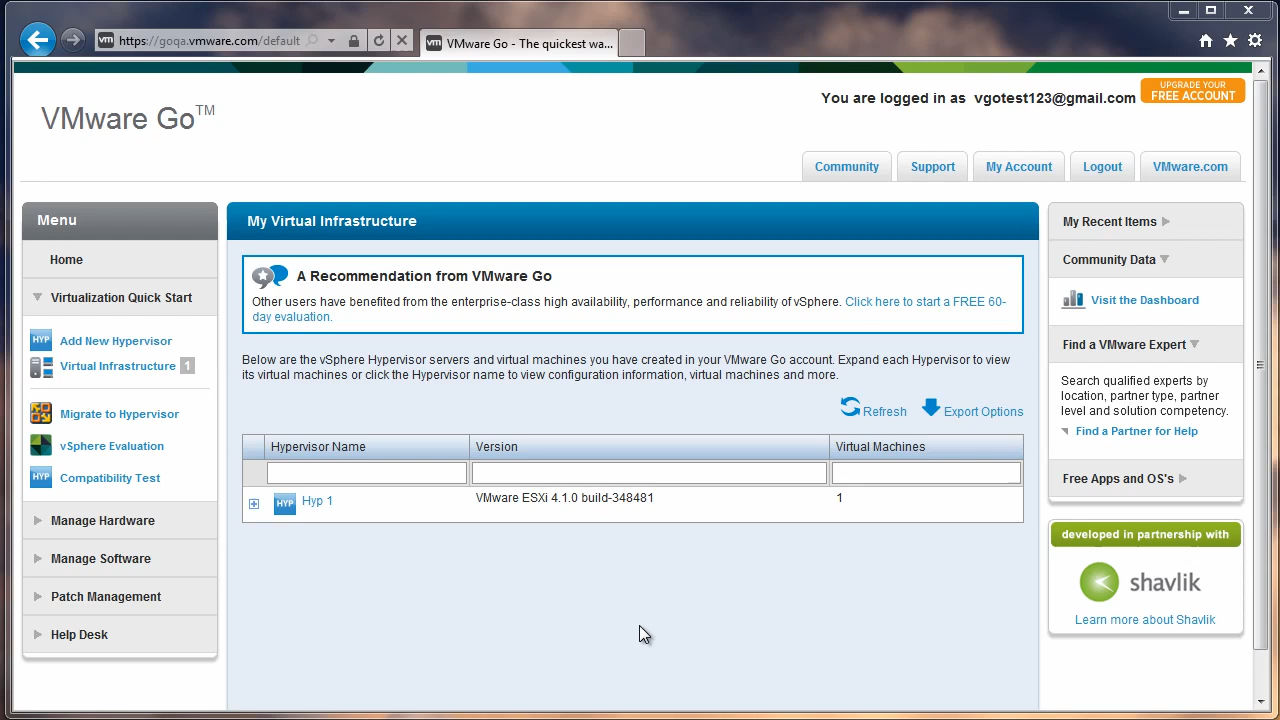 https://goqa.vmware.com/default
VMware Go - The quickest wa...
VMware Go™
You are logged in as vgotest123@gmail.com
UPGRADE YOUR
FREE ACCOUNT
Community
Support
My Account
Logout
VMware.com
Menu
Home
Virtualization Quick Start
HYP
Add New Hypervisor
Virtual Infrastructure 1
Migrate to Hypervisor
vSphere Evaluation
HYP
Compatibility Test
Manage Hardware
Manage Software
Patch Management
Help Desk
My Virtual Infrastructure
A Recommendation from VMware Go
Other users have benefited from the enterprise-class high availability, performance and reliability of vSphere. Click here to start a FREE 60-
day evaluation.
Below are the vSphere Hypervisor servers and virtual machines you have created in your VMware Go account. Expand each Hypervisor to view
its virtual machines or click the Hypervisor name to view configuration information, virtual machines and more.
Refresh
Export Options
Hypervisor Name
Version
Virtual Machines
HYP
Hyp 1
VMware ESXi 4.1.0 build-348481
1
My Recent Items
Community Data
Visit the Dashboard
Find a VMware Expert
Search qualified experts by
location, partner type, partner
level and solution competency.
Find a Partner for Help
Free Apps and OS's
developed in partnership with
shavlik
Learn more about Shavlik